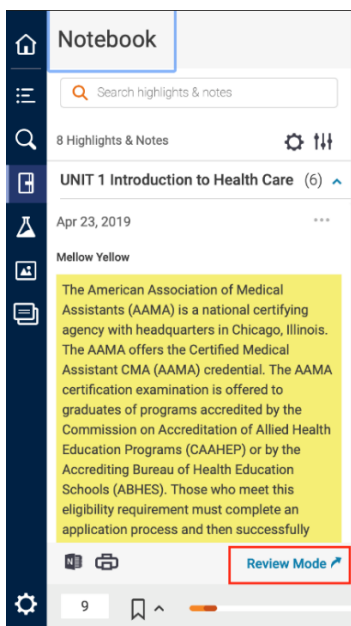 Notebook
Search highlights & notes
8 Highlights & Notes
UNIT 1 Introduction to Health Care (6)
Apr 23, 2019
Mellow Yellow
The American Association of Medical
Assistants (AAMA) is a national certifying
agency with headquarters in Chicago, Illinois.
The AAMA offers the Certified Medical
Assistant CMA (AAMA) credential. The AAMA
certification examination is offered to
graduates of programs accredited by the
Commission on Accreditation of Allied Health
Education Programs (CAAHEP) or by the
Accrediting Bureau of Health Education
Schools (ABHES). Those who meet this
eligibility requirement must complete an
application process and then successfully
N
Review Mode
9